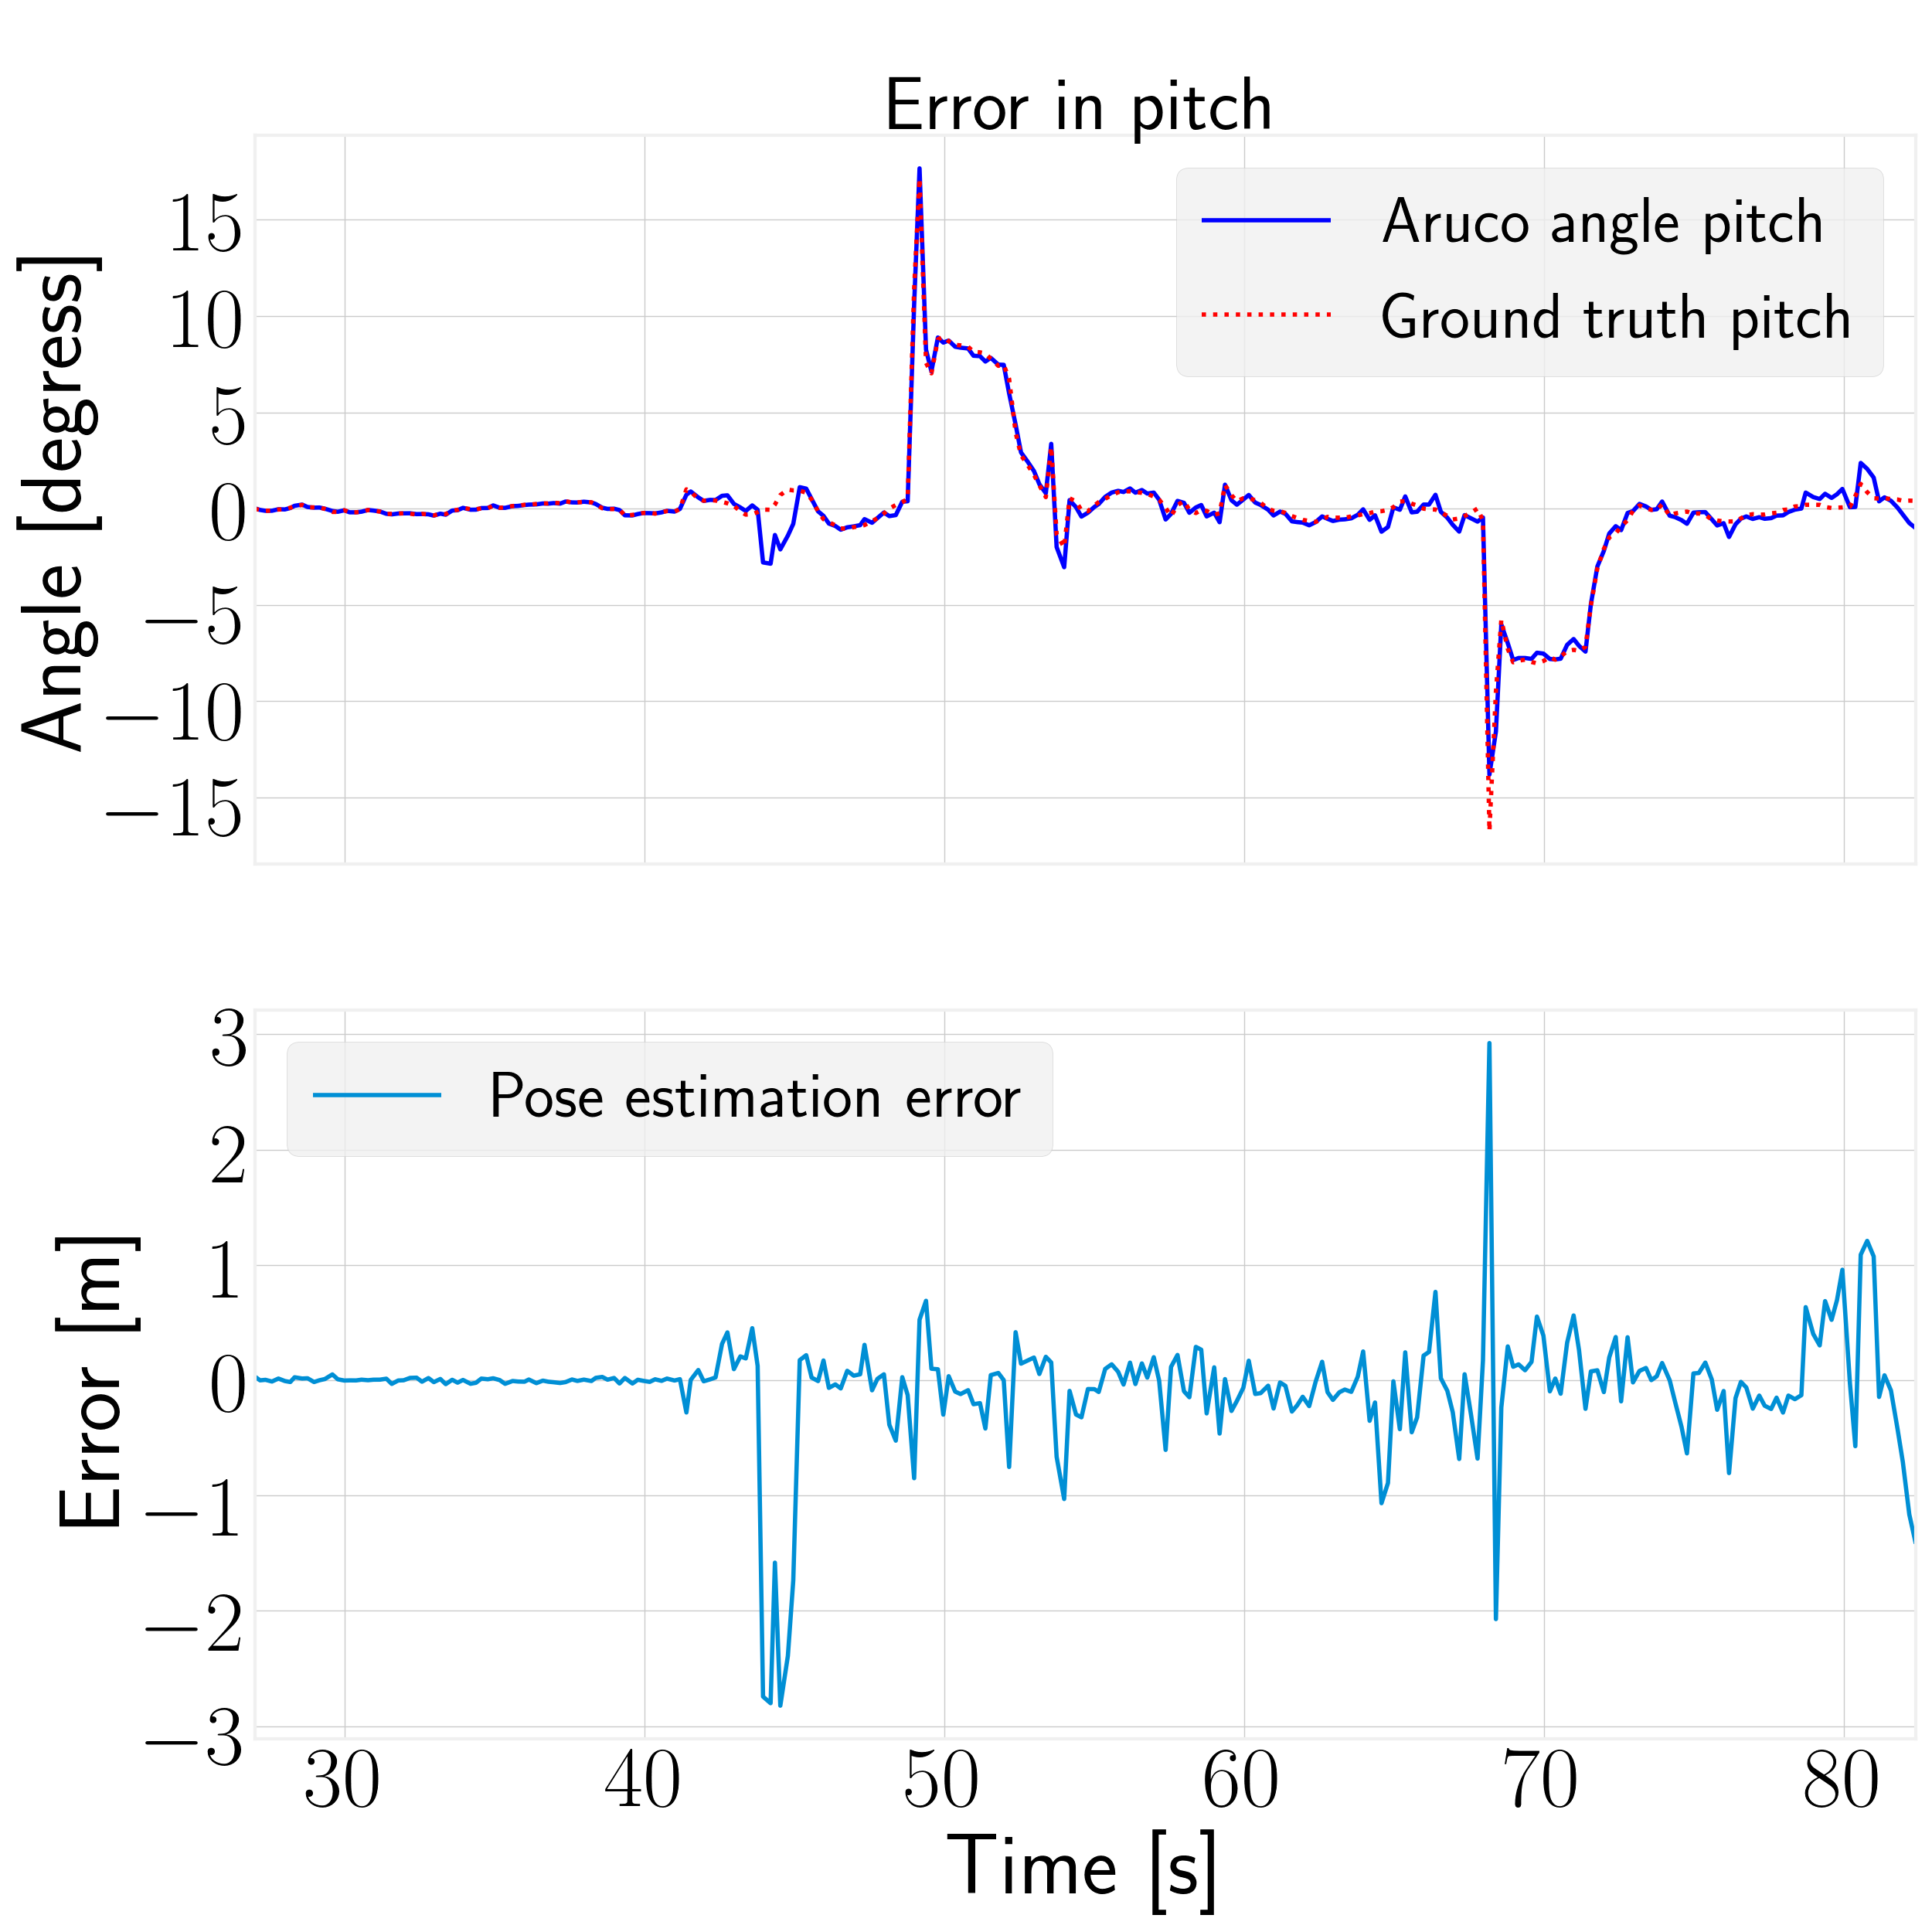 Error in pitch
Angle [degress]
15
10
5
0
−5
−10
−15
Aruco angle pitch
Ground truth pitch
Error [m]
3
2
1
0
−1
−2
−3
Pose estimation error
30 40 50 60 70 80
Time [s]